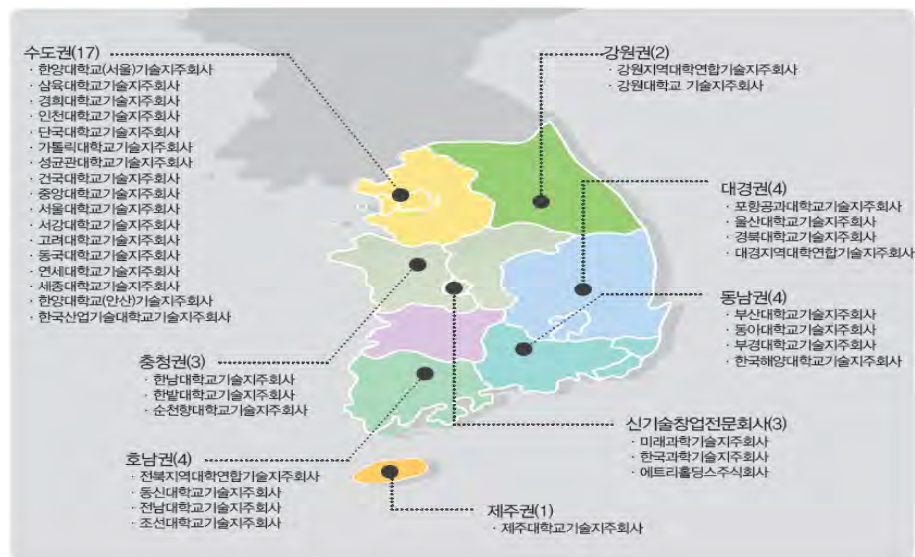 수도권(17)
· 한양대학교(서울)기술지주회사
· 삼육대학교기술지주회사
· 경희대학교기술지주회사
· 인천대학교기술지주회사
· 단국대학교기술지주회사
· 가톨릭대학교기술지주회사
· 성균관대학교기술지주회사
· 건국대학교기술지주회사
· 중앙대학교기술지주회사
· 서울대학교기술지주회사
· 서강대학교기술지주회사
· 고려대학교기술지주회사
· 동국대학교기술지주회사
· 연세대학교기술지주회사
· 세종대학교기술지주회사
· 한양대학교(안산)기술지주회사
· 한국산업기술대학교기술지주회사
강원권(2)
· 강원지역대학연합기술지주회사
· 강원대학교 기술지주회사
대경권(4)
· 포항공과대학교기술지주회사
· 울산대학교기술지주회사
· 경북대학교기술지주회사
· 대경지역대학연합기술지주회사
동남권(4)
· 부산대학교기술지주회사
· 동아대학교기술지주회사
· 부경대학교기술지주회사
· 한국해양대학교기술지주회사
충청권(3)
· 한남대학교기술지주회사
· 한밭대학교기술지주회사
· 순천향대학교기술지주회사
신기술창업전문회사(3)
· 미래과학기술지주회사
· 한국과학기술지주회사
· 에트리홀딩스주식회사
호남권(4)
· 전북지역대학연합기술지주회사
· 동신대학교기술지주회사
· 전남대학교기술지주회사
· 조선대학교기술지주회사
제주권(1)
· 제주대학교기술지주회사